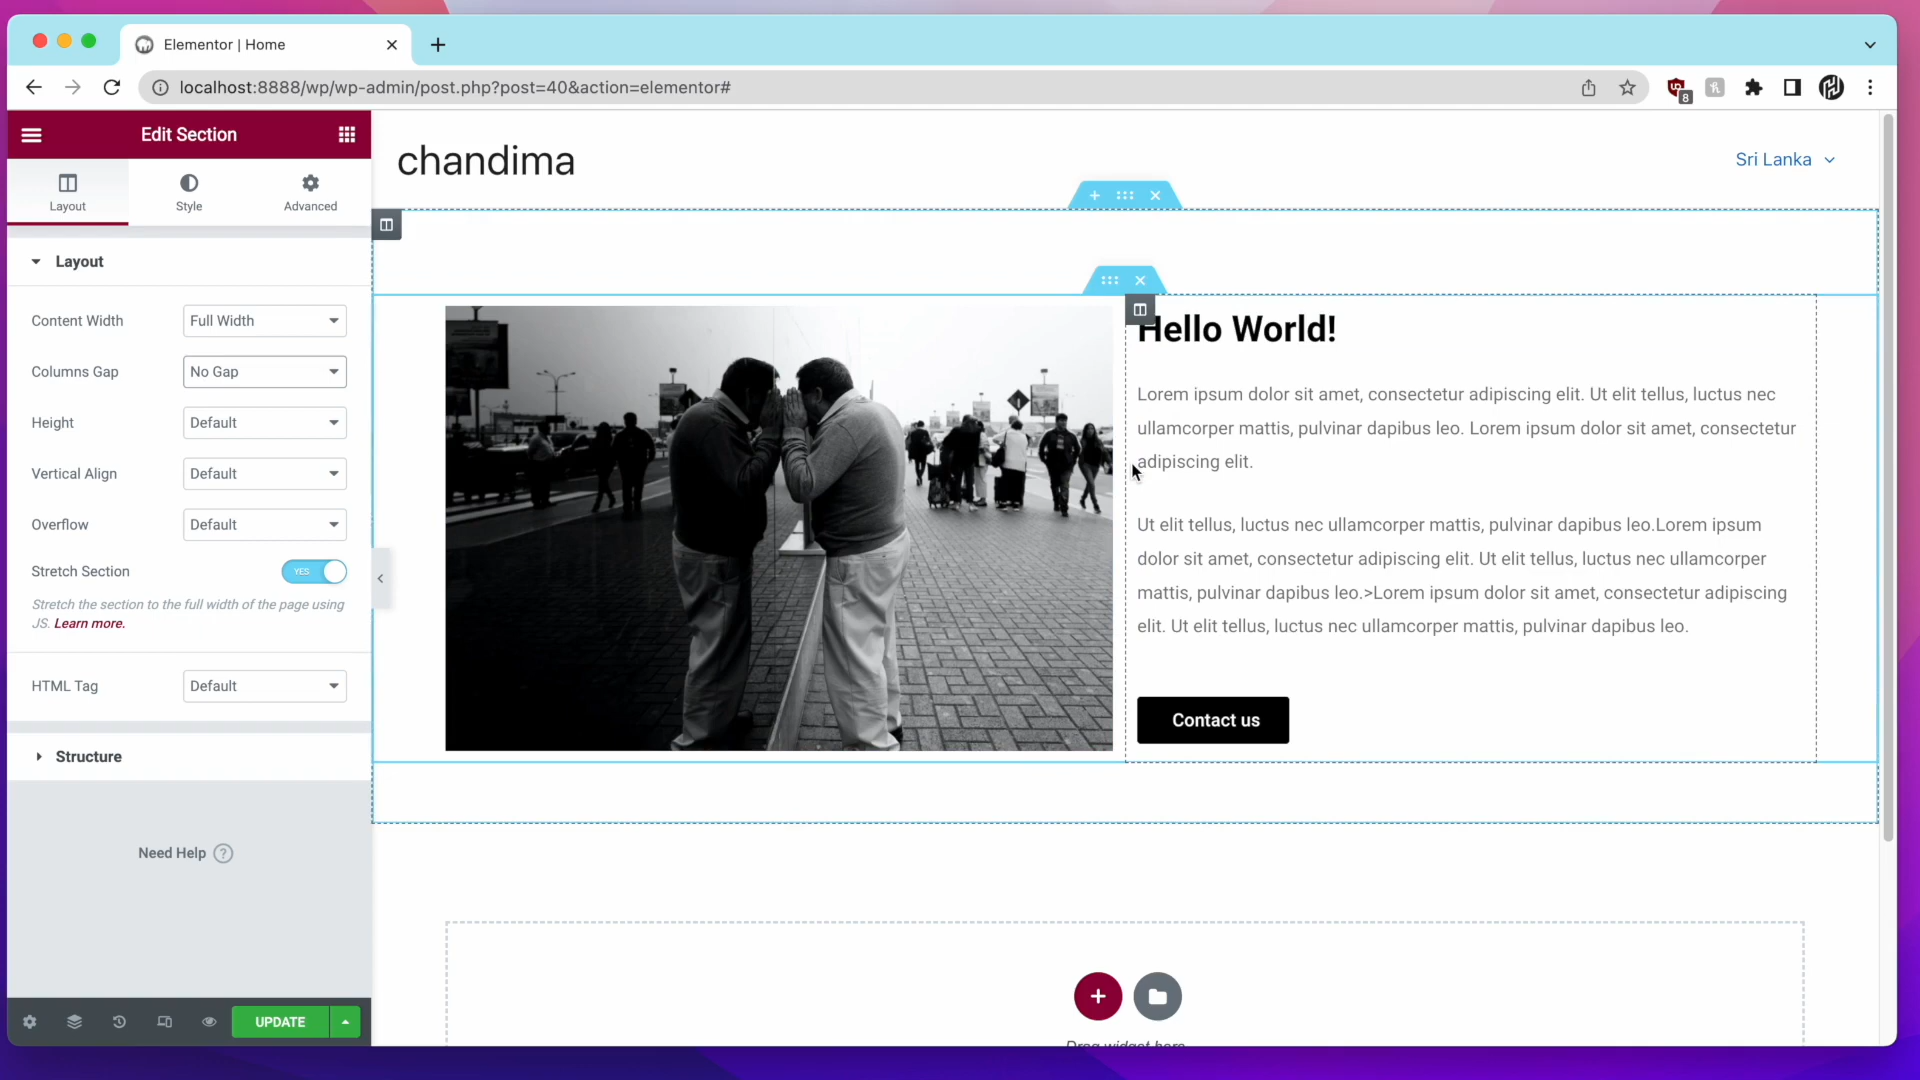 Elementor | Home
localhost:8888/wp/wp-admin/post.php?post=40&action=elementor#
8
Edit Section
Layout
Style
Advanced
Layout
Content Width
Full Width
Columns Gap
No Gap
Height
Default
Vertical Align
Default
Overflow
Default
Stretch Section
YES
Stretch the section to the full width of the page using
JS. Learn more.
HTML Tag
Default
Structure
Need Help ?
UPDATE
chandima
Sri Lanka
Hello World!
Lorem ipsum dolor sit amet, consectetur adipiscing elit. Ut elit tellus, luctus nec
ullamcorper mattis, pulvinar dapibus leo. Lorem ipsum dolor sit amet, consectetur
adipiscing elit.
Ut elit tellus, luctus nec ullamcorper mattis, pulvinar dapibus leo.Lorem ipsum
dolor sit amet, consectetur adipiscing elit. Ut elit tellus, luctus nec ullamcorper
mattis, pulvinar dapibus leo.>Lorem ipsum dolor sit amet, consectetur adipiscing
elit. Ut elit tellus, luctus nec ullamcorper mattis, pulvinar dapibus leo.
Contact us
Drag widget here